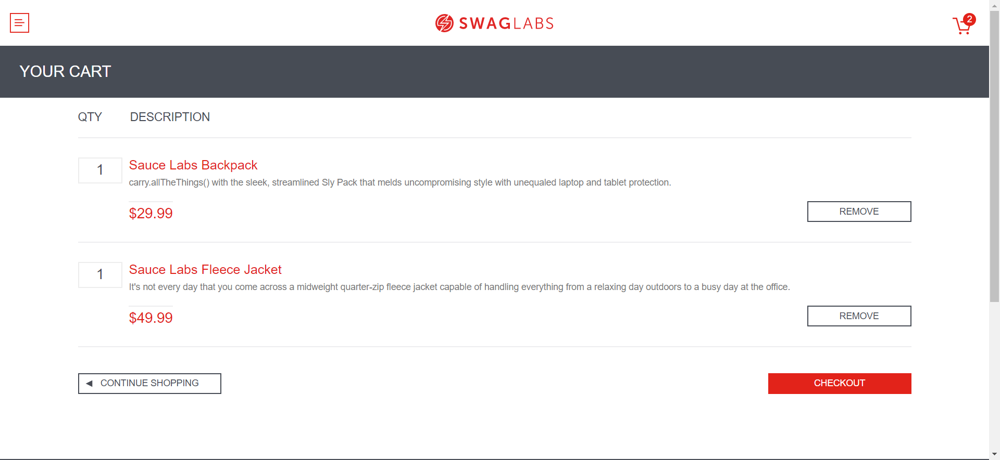 SWAGLABS
2
YOUR CART
QTY DESCRIPTION
1
Sauce Labs Backpack
carry.allTheThings() with the sleek, streamlined Sly Pack that melds uncompromising style with unequaled laptop and tablet protection.
$29.99
REMOVE
1
Sauce Labs Fleece Jacket
It's not every day that you come across a midweight quarter-zip fleece jacket capable of handling everything from a relaxing day outdoors to a busy day at the office.
$49.99
REMOVE
CONTINUE SHOPPING
CHECKOUT